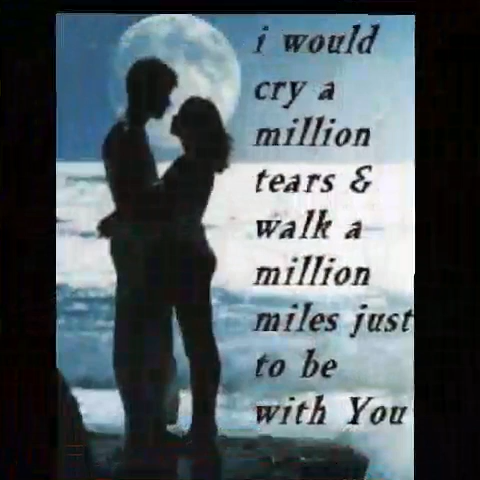 i would
cry a
million
tears &
walk a
million
miles just
to be
with You